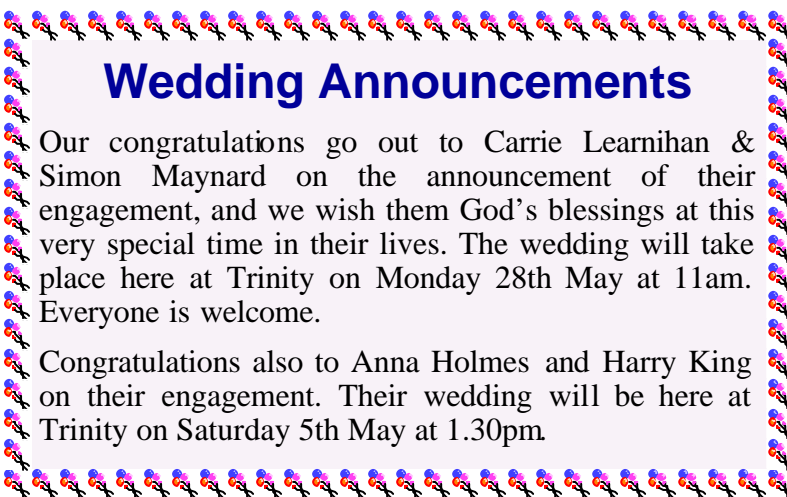 Wedding Announcements
Our congratulations go out to Carrie Learnihan &
Simon Maynard on the announcement of their
engagement, and we wish them God’s blessings at this
very special time in their lives. The wedding will take
place here at Trinity on Monday 28th May at 11am.
Everyone is welcome.
Congratulations also to Anna Holmes and Harry King
on their engagement. Their wedding will be here at
Trinity on Saturday 5th May at 1.30pm.